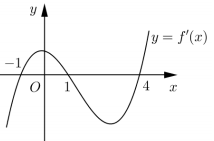 y
y = f′(x)
−1
O 1 4 x